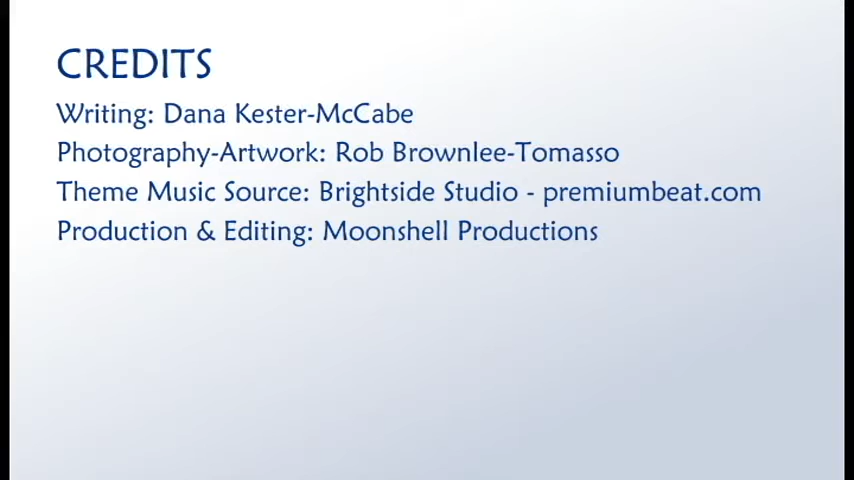 CREDITS
Writing: Dana Kester-McCabe
Photography-Artwork: Rob Brownlee-Tomasso
Theme Music Source: Brightside Studio - premiumbeat.com
Production & Editing: Moonshell Productions